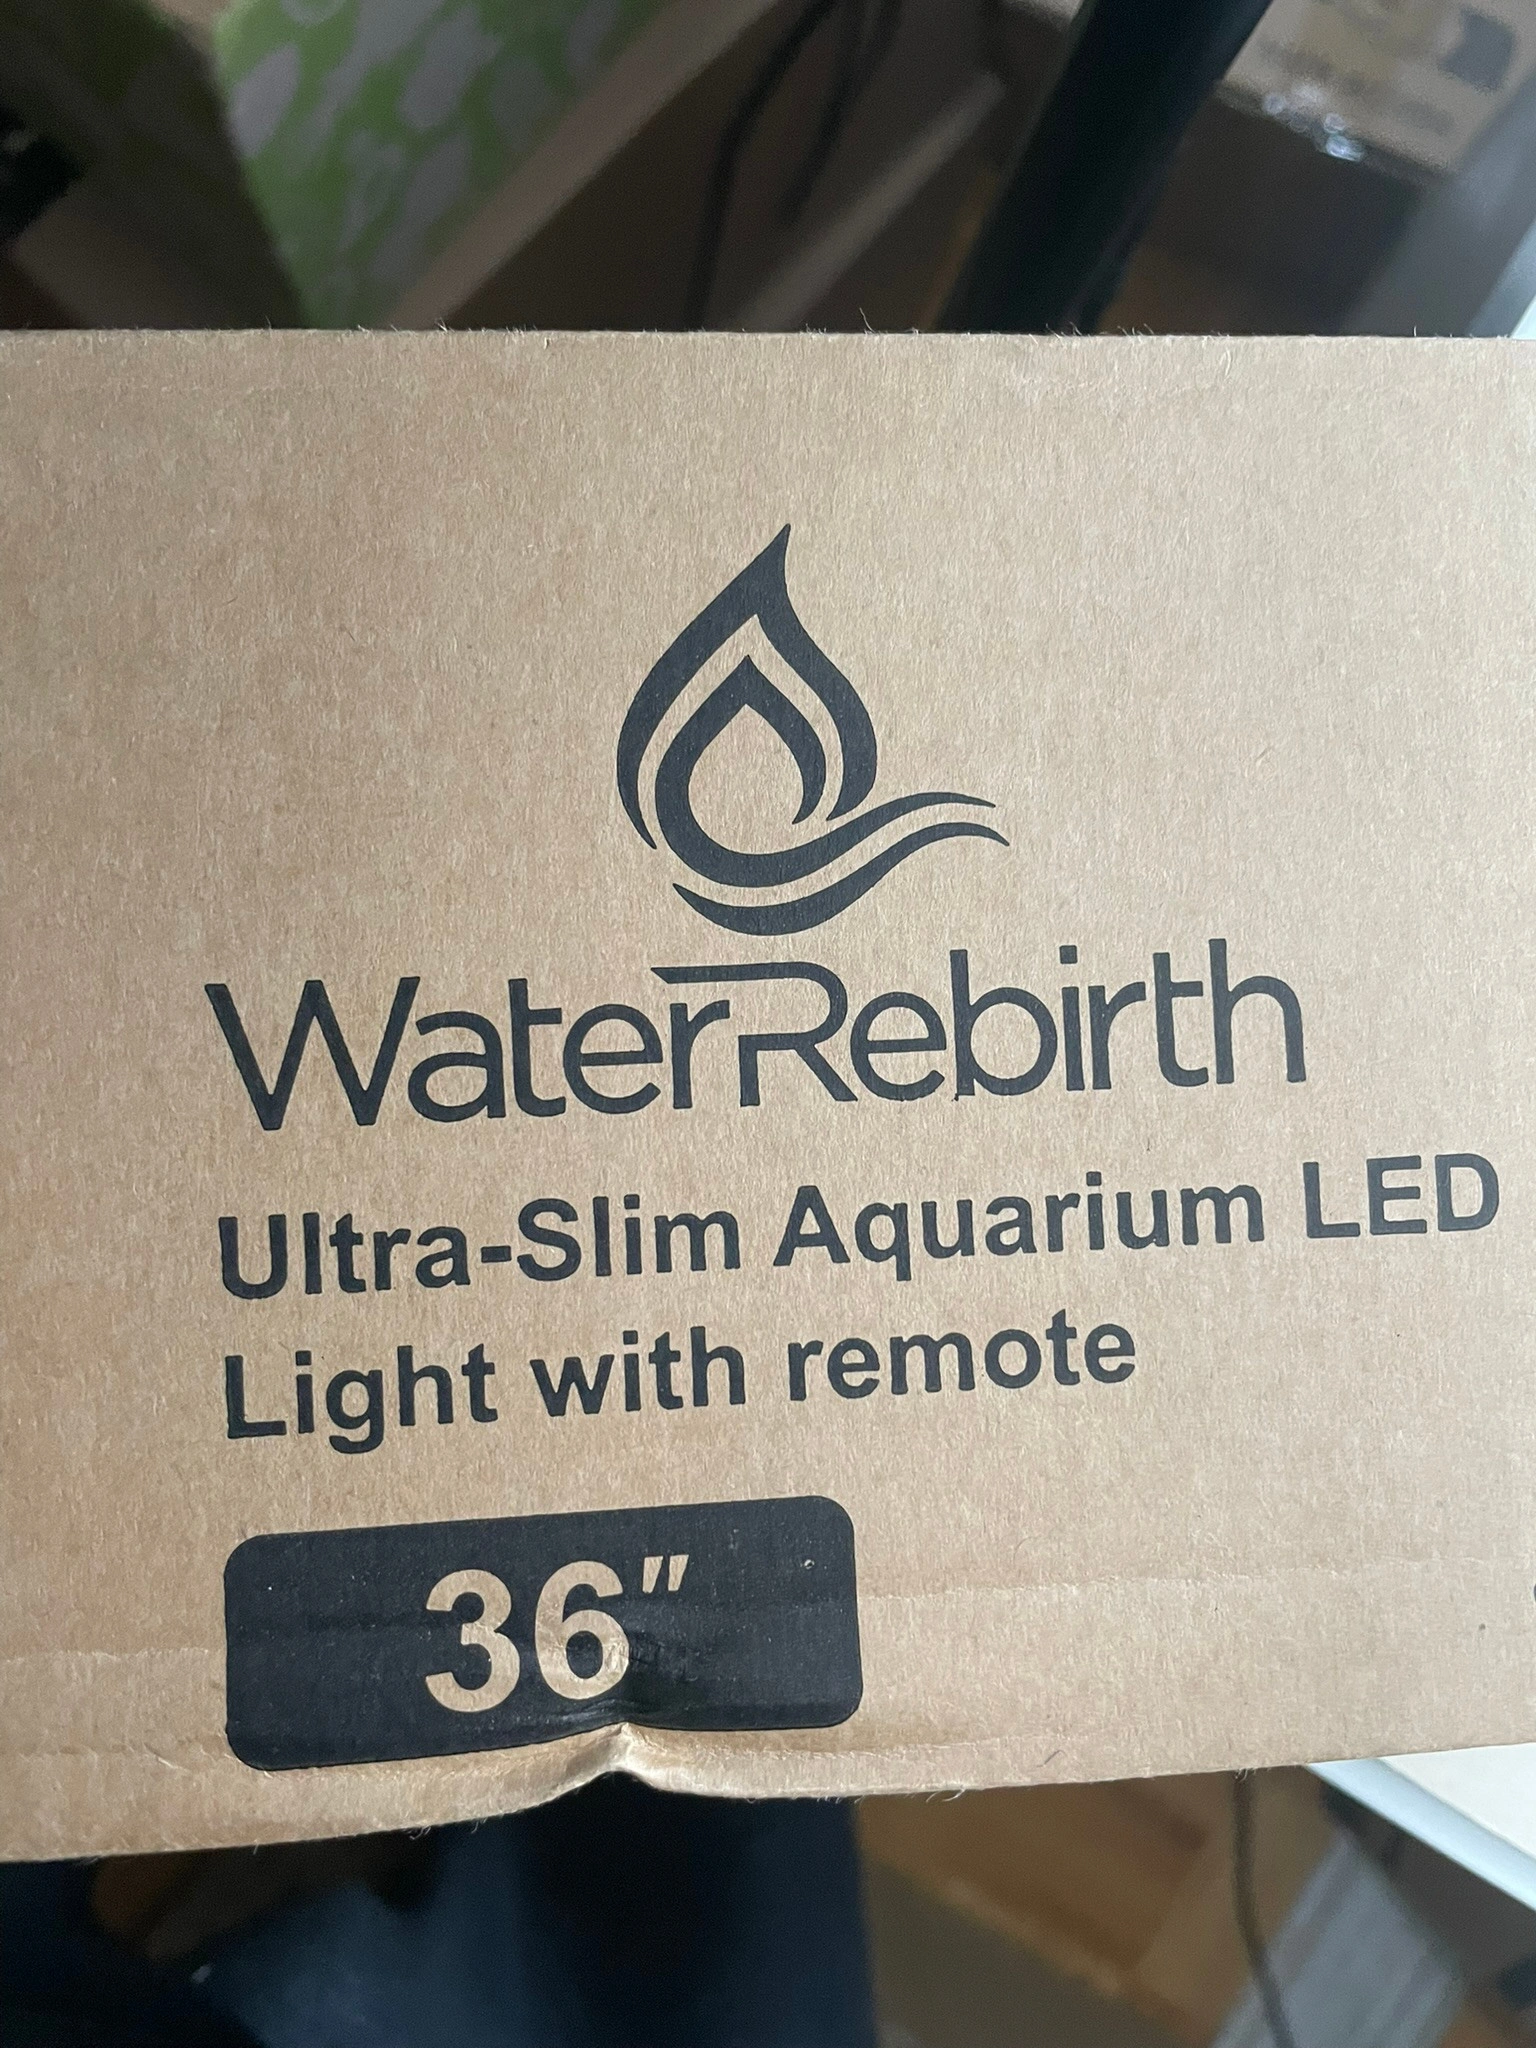 WaterRebirth
Ultra-Slim Aquarium LED
Light with remote
36"